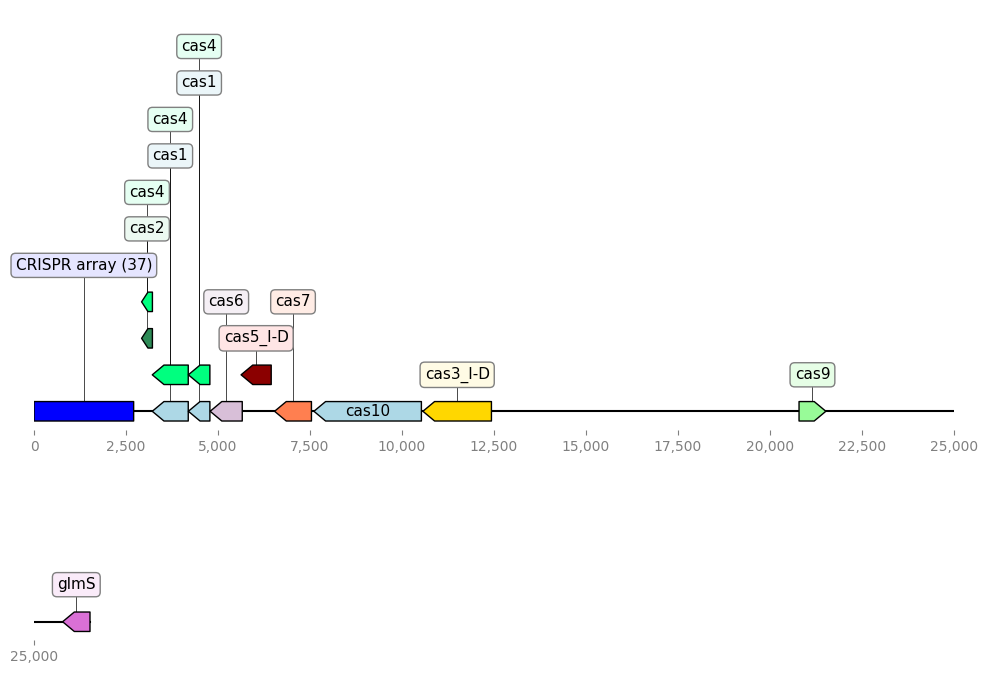 cas4
cas1
cas4
cas1
cas4
cas2
CRISPR array (37)
cas6 cas7
cas5_I-D
cas3_I-D cas9
cas10
0 2,500 5,000 7,500 10,000 12,500 15,000 17,500 20,000 22,500 25,000
glmS
25,000